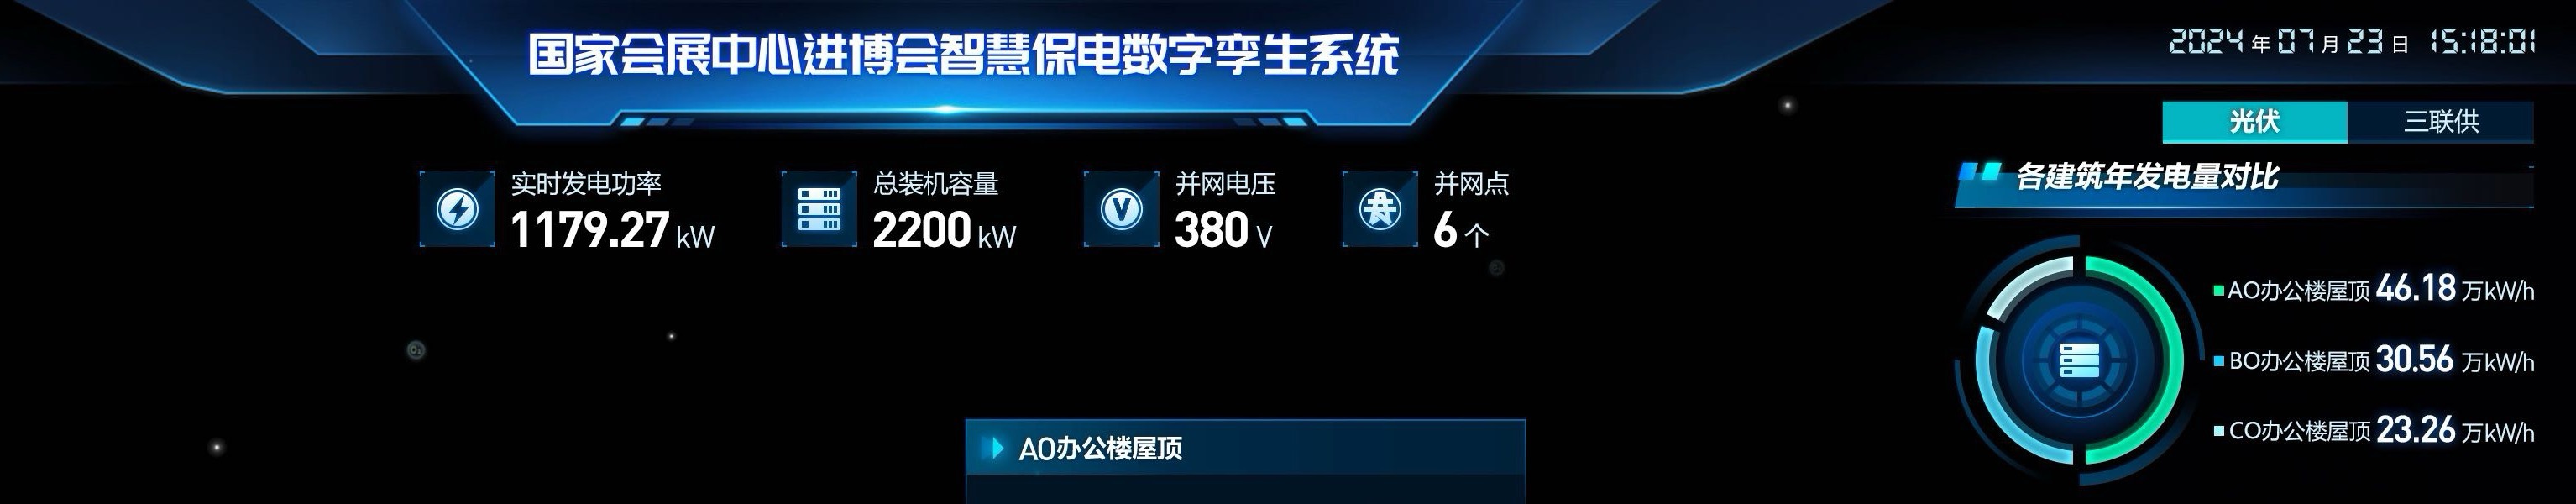 国家会展中心进博会智慧保电数字孪生系统
2024年07月23日 15:18:01
光伏 三联供
实时发电功率
1179.27 kW
总装机容量
2200 kW
并网电压
380 V
并网点
6 个
各建筑年发电量对比
AO办公楼屋顶 46.18 万kW/h
BO办公楼屋顶 30.56 万kW/h
CO办公楼屋顶 23.26 万kW/h
AO办公楼屋顶